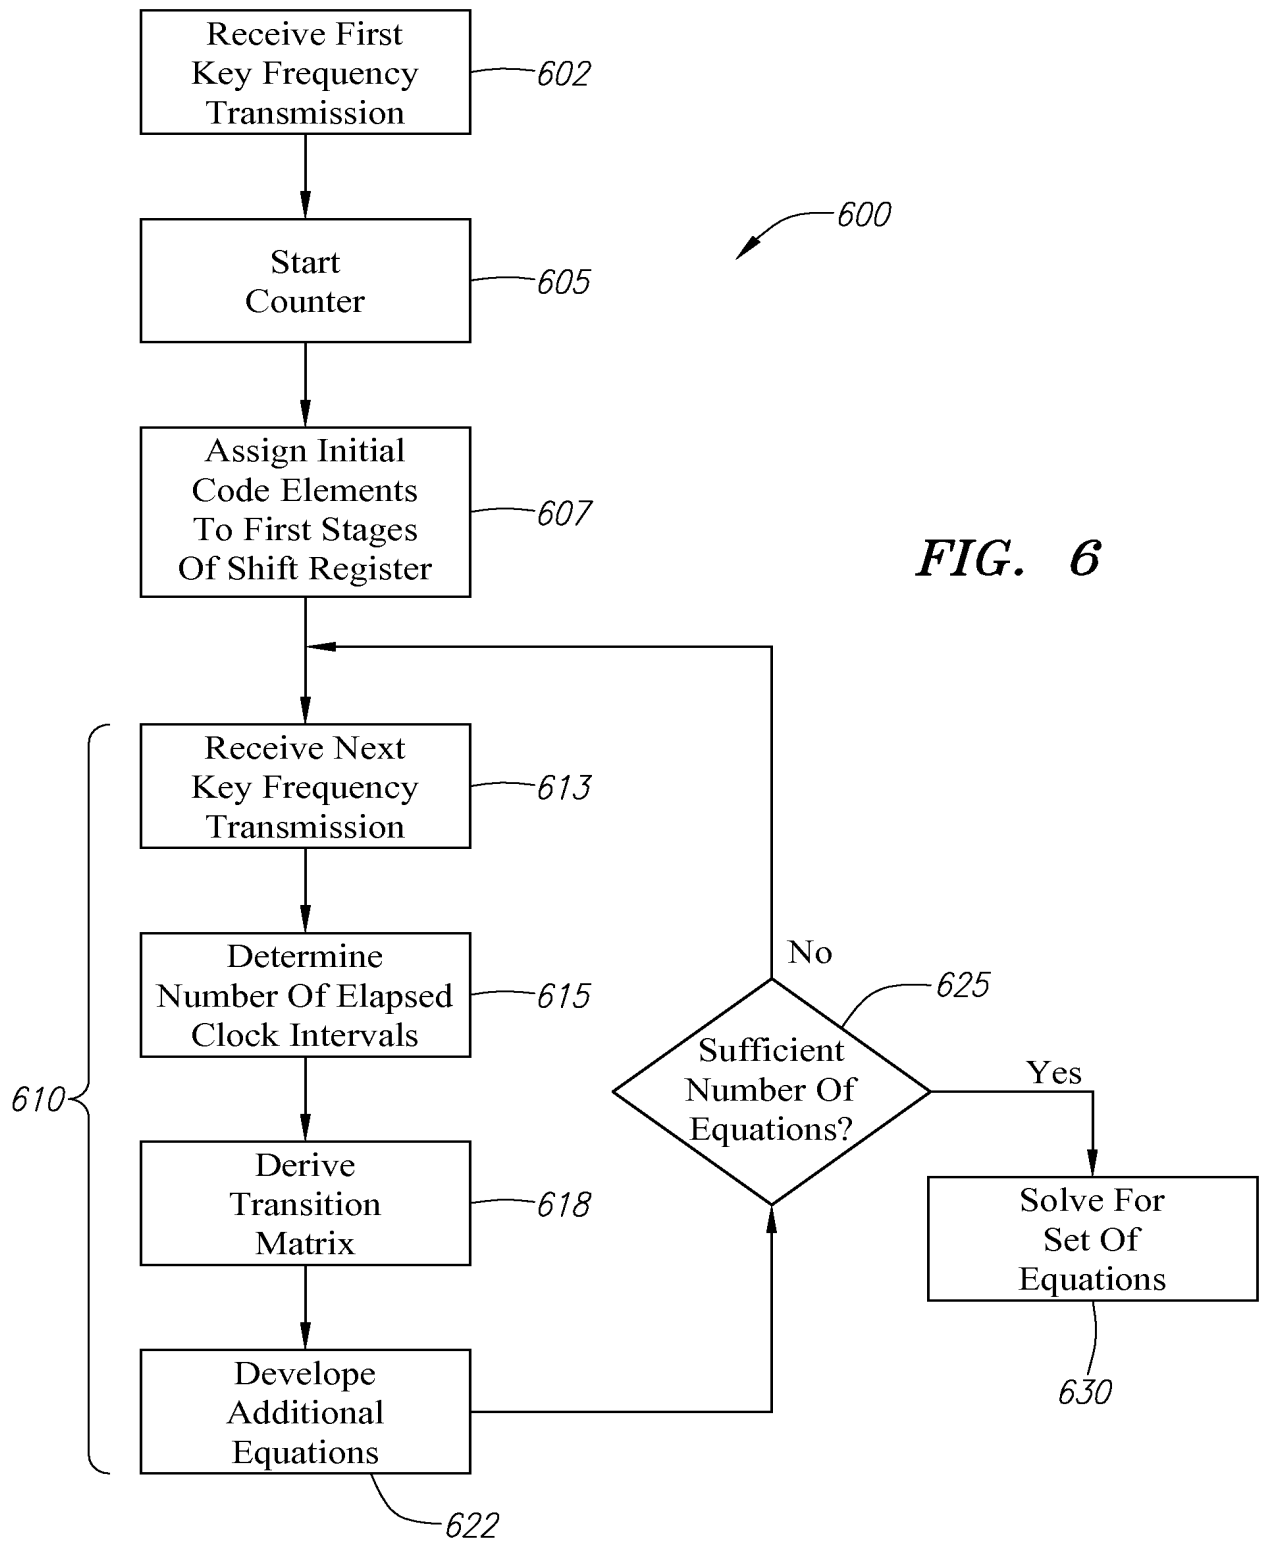 Receive First
Key Frequency
Transmission
602
Start
Counter
605
600
Assign Initial
Code Elements
To First Stages
Of Shift Register
607
FIG. 6
Receive Next
Key Frequency
Transmission
613
Determine
Number Of Elapsed
Clock Intervals
615
610
Derive
Transition
Matrix
618
Develope
Additional
Equations
622
No
625
Sufficient
Number Of
Equations?
Yes
Solve For
Set Of
Equations
630